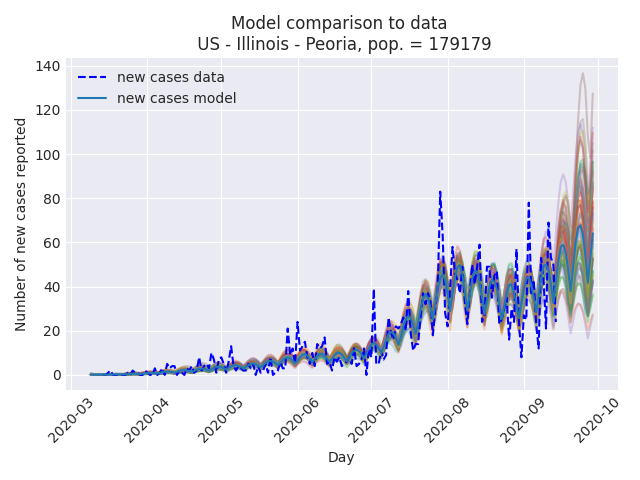 Model comparison to data
US - Illinois - Peoria, pop. = 179179
new cases data
new cases model
Number of new cases reported
140
120
100
80
60
40
20
0
2020-03
2020-04
2020-05
2020-06
2020-07
2020-08
2020-09
2020-10
Day